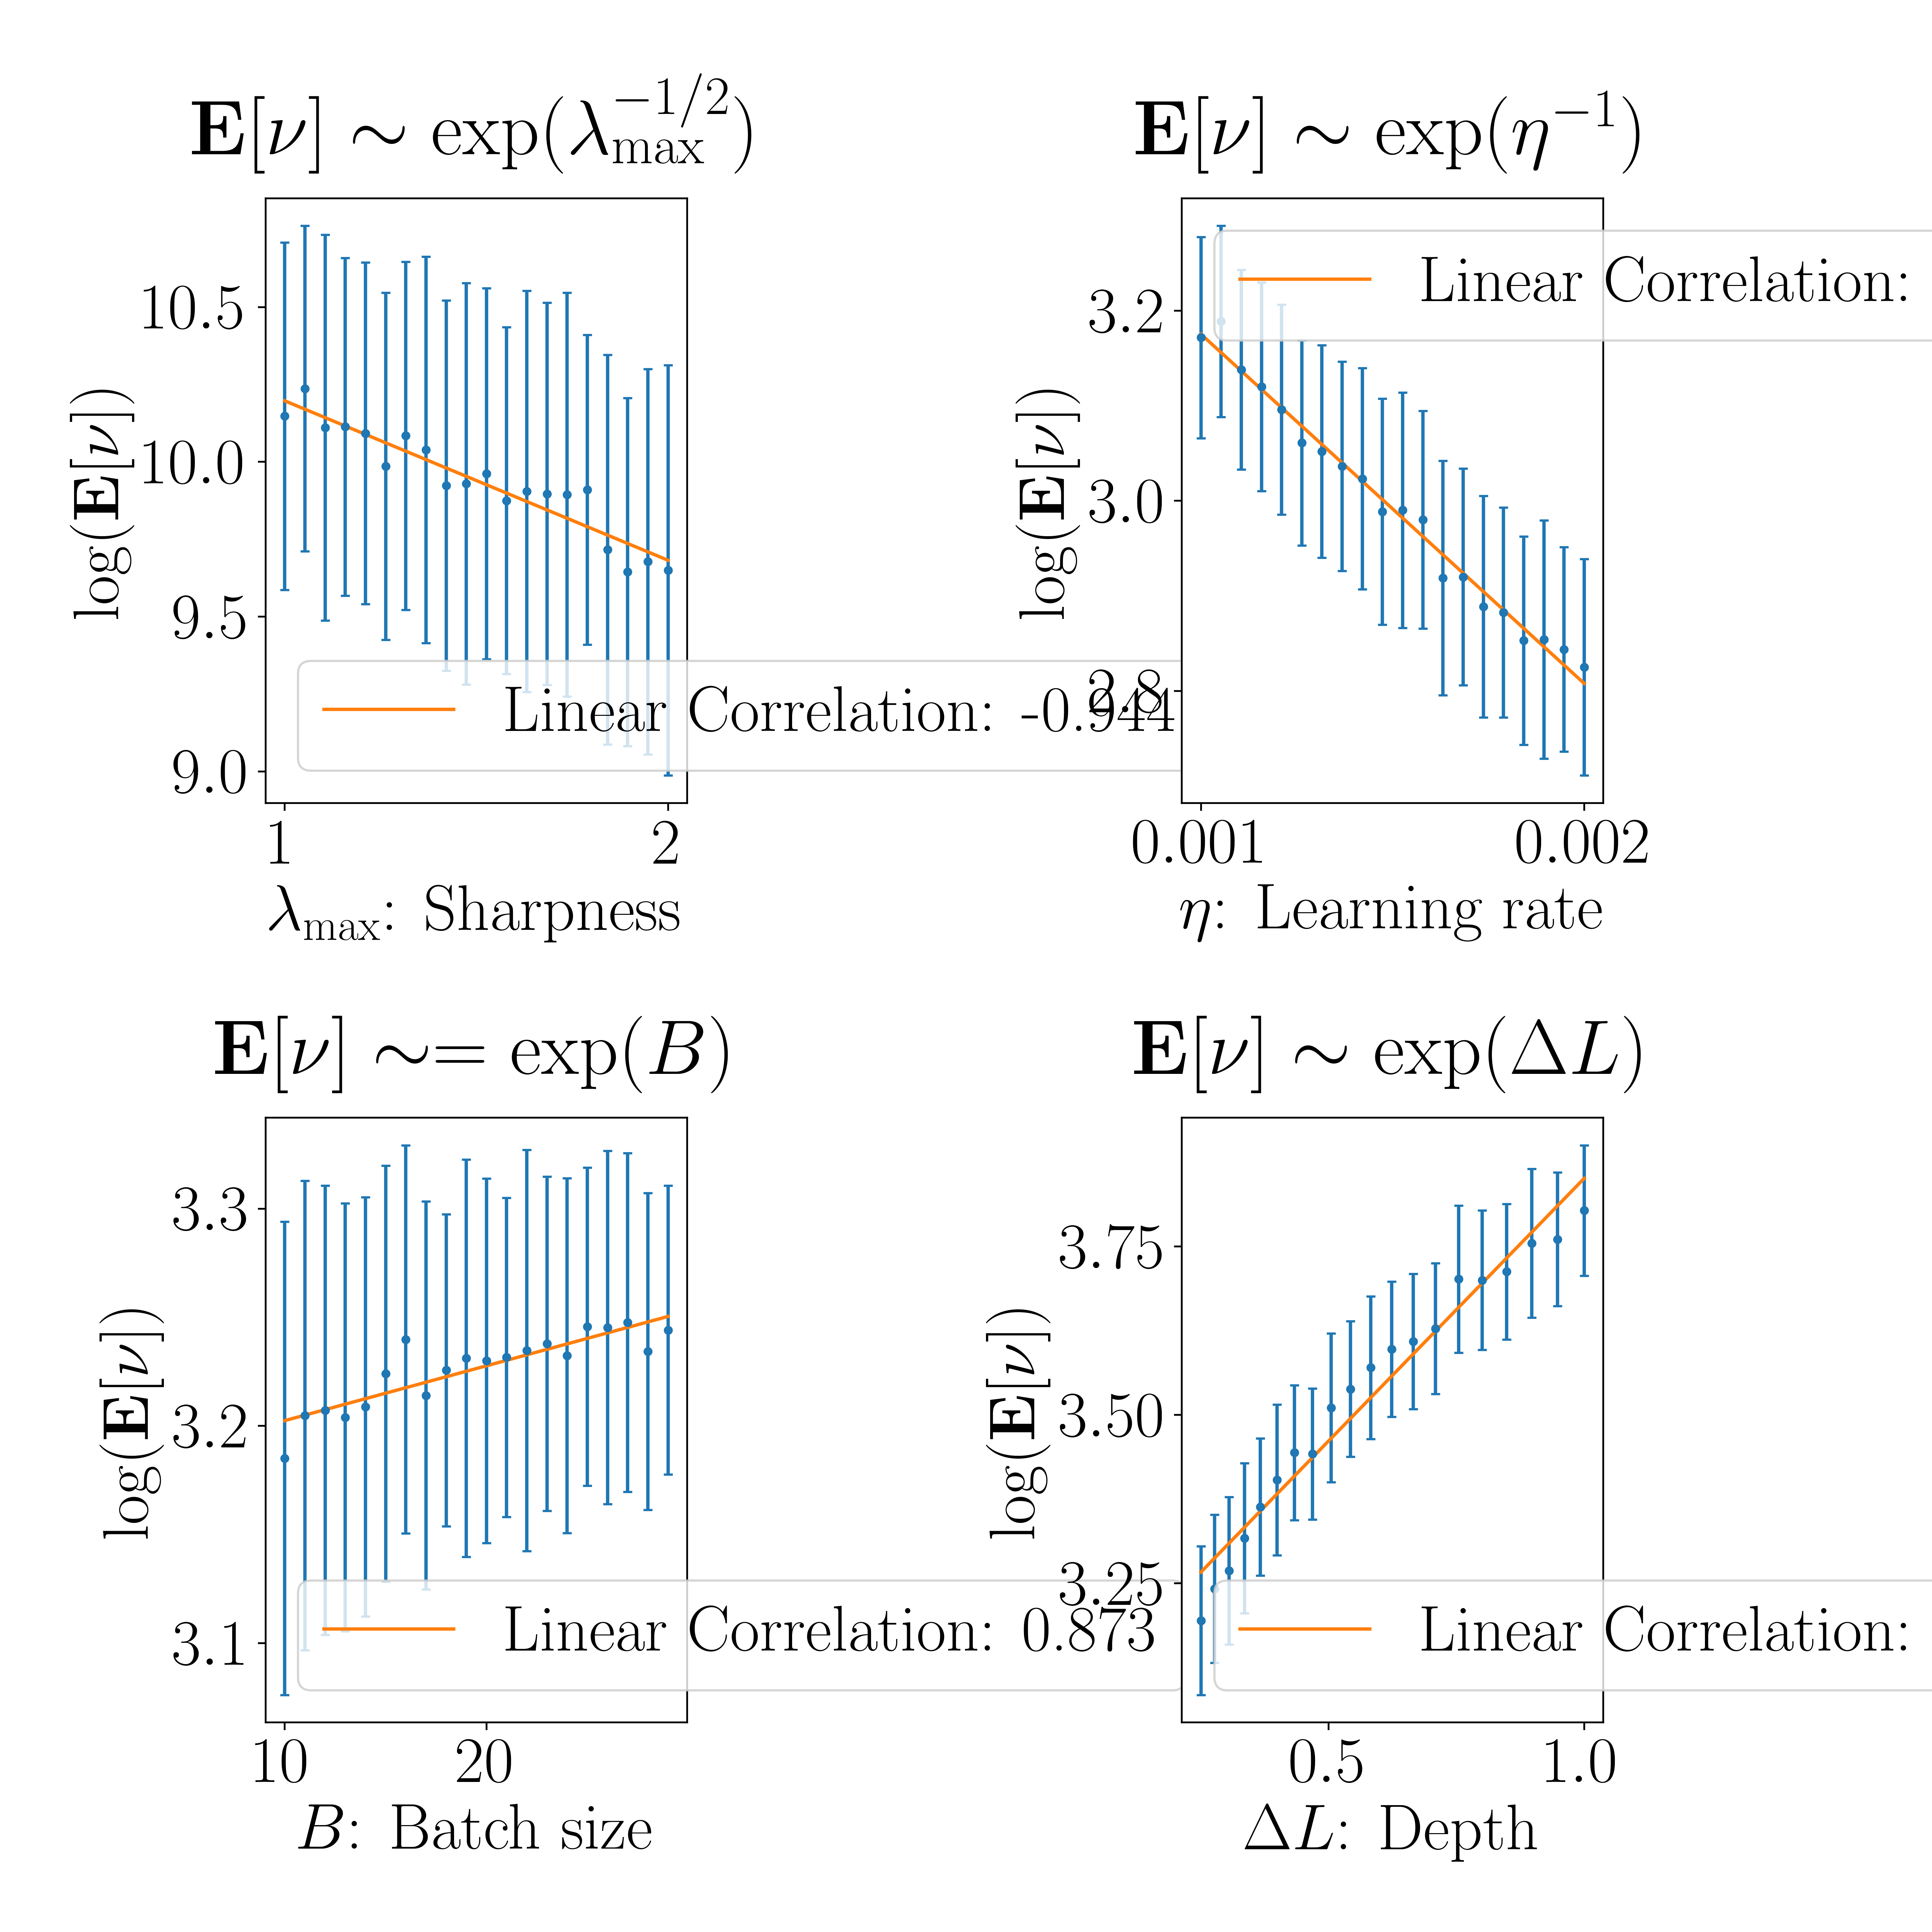 E[ν] ∼ exp(λ_max^{−1/2})
log(E[ν])
10.5
10.0
9.5
9.0
Linear Correlation: -0.944
1 2
λ_max: Sharpness
E[ν] ∼ exp(η^{−1})
log(E[ν])
3.2
3.0
2.8
Linear Correlation:
0.001 0.002
η: Learning rate
E[ν] ∼= exp(B)
log(E[ν])
3.3
3.2
3.1
Linear Correlation: 0.873
10 20
B: Batch size
E[ν] ∼ exp(ΔL)
log(E[ν])
3.75
3.50
3.25
Linear Correlation:
0.5 1.0
ΔL: Depth